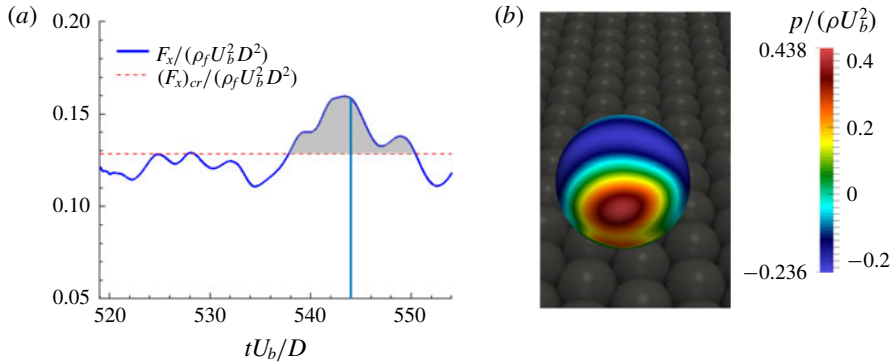 (a)
0.20
0.15
0.10
0.05
F_x/(ρ_f U_b^2 D^2)
(F_x)_cr/(ρ_f U_b^2 D^2)
520 530 540 550
tU_b/D
(b)
p/(ρU_b^2)
0.438
0.4
0.2
0
−0.2
−0.236